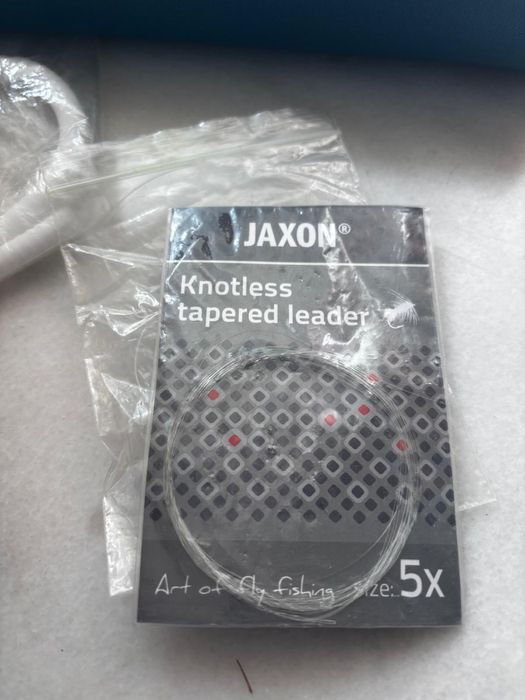 JAXON®
Knotless
tapered leader
Art of fly fishing size: 5x